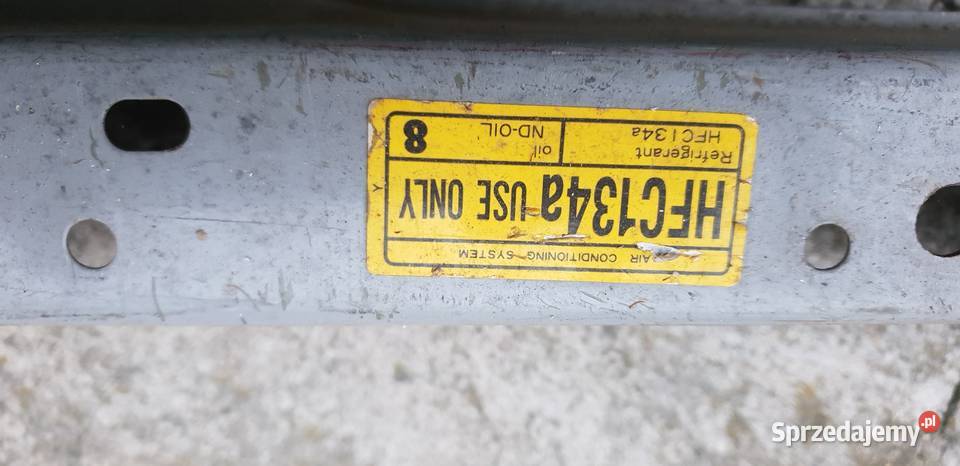 AIR CONDITIONING SYSTEM
HFC134a USE ONLY
Refrigerant
HFC134a
oil
ND-OIL
8
Y
Sprzedajemy.pl